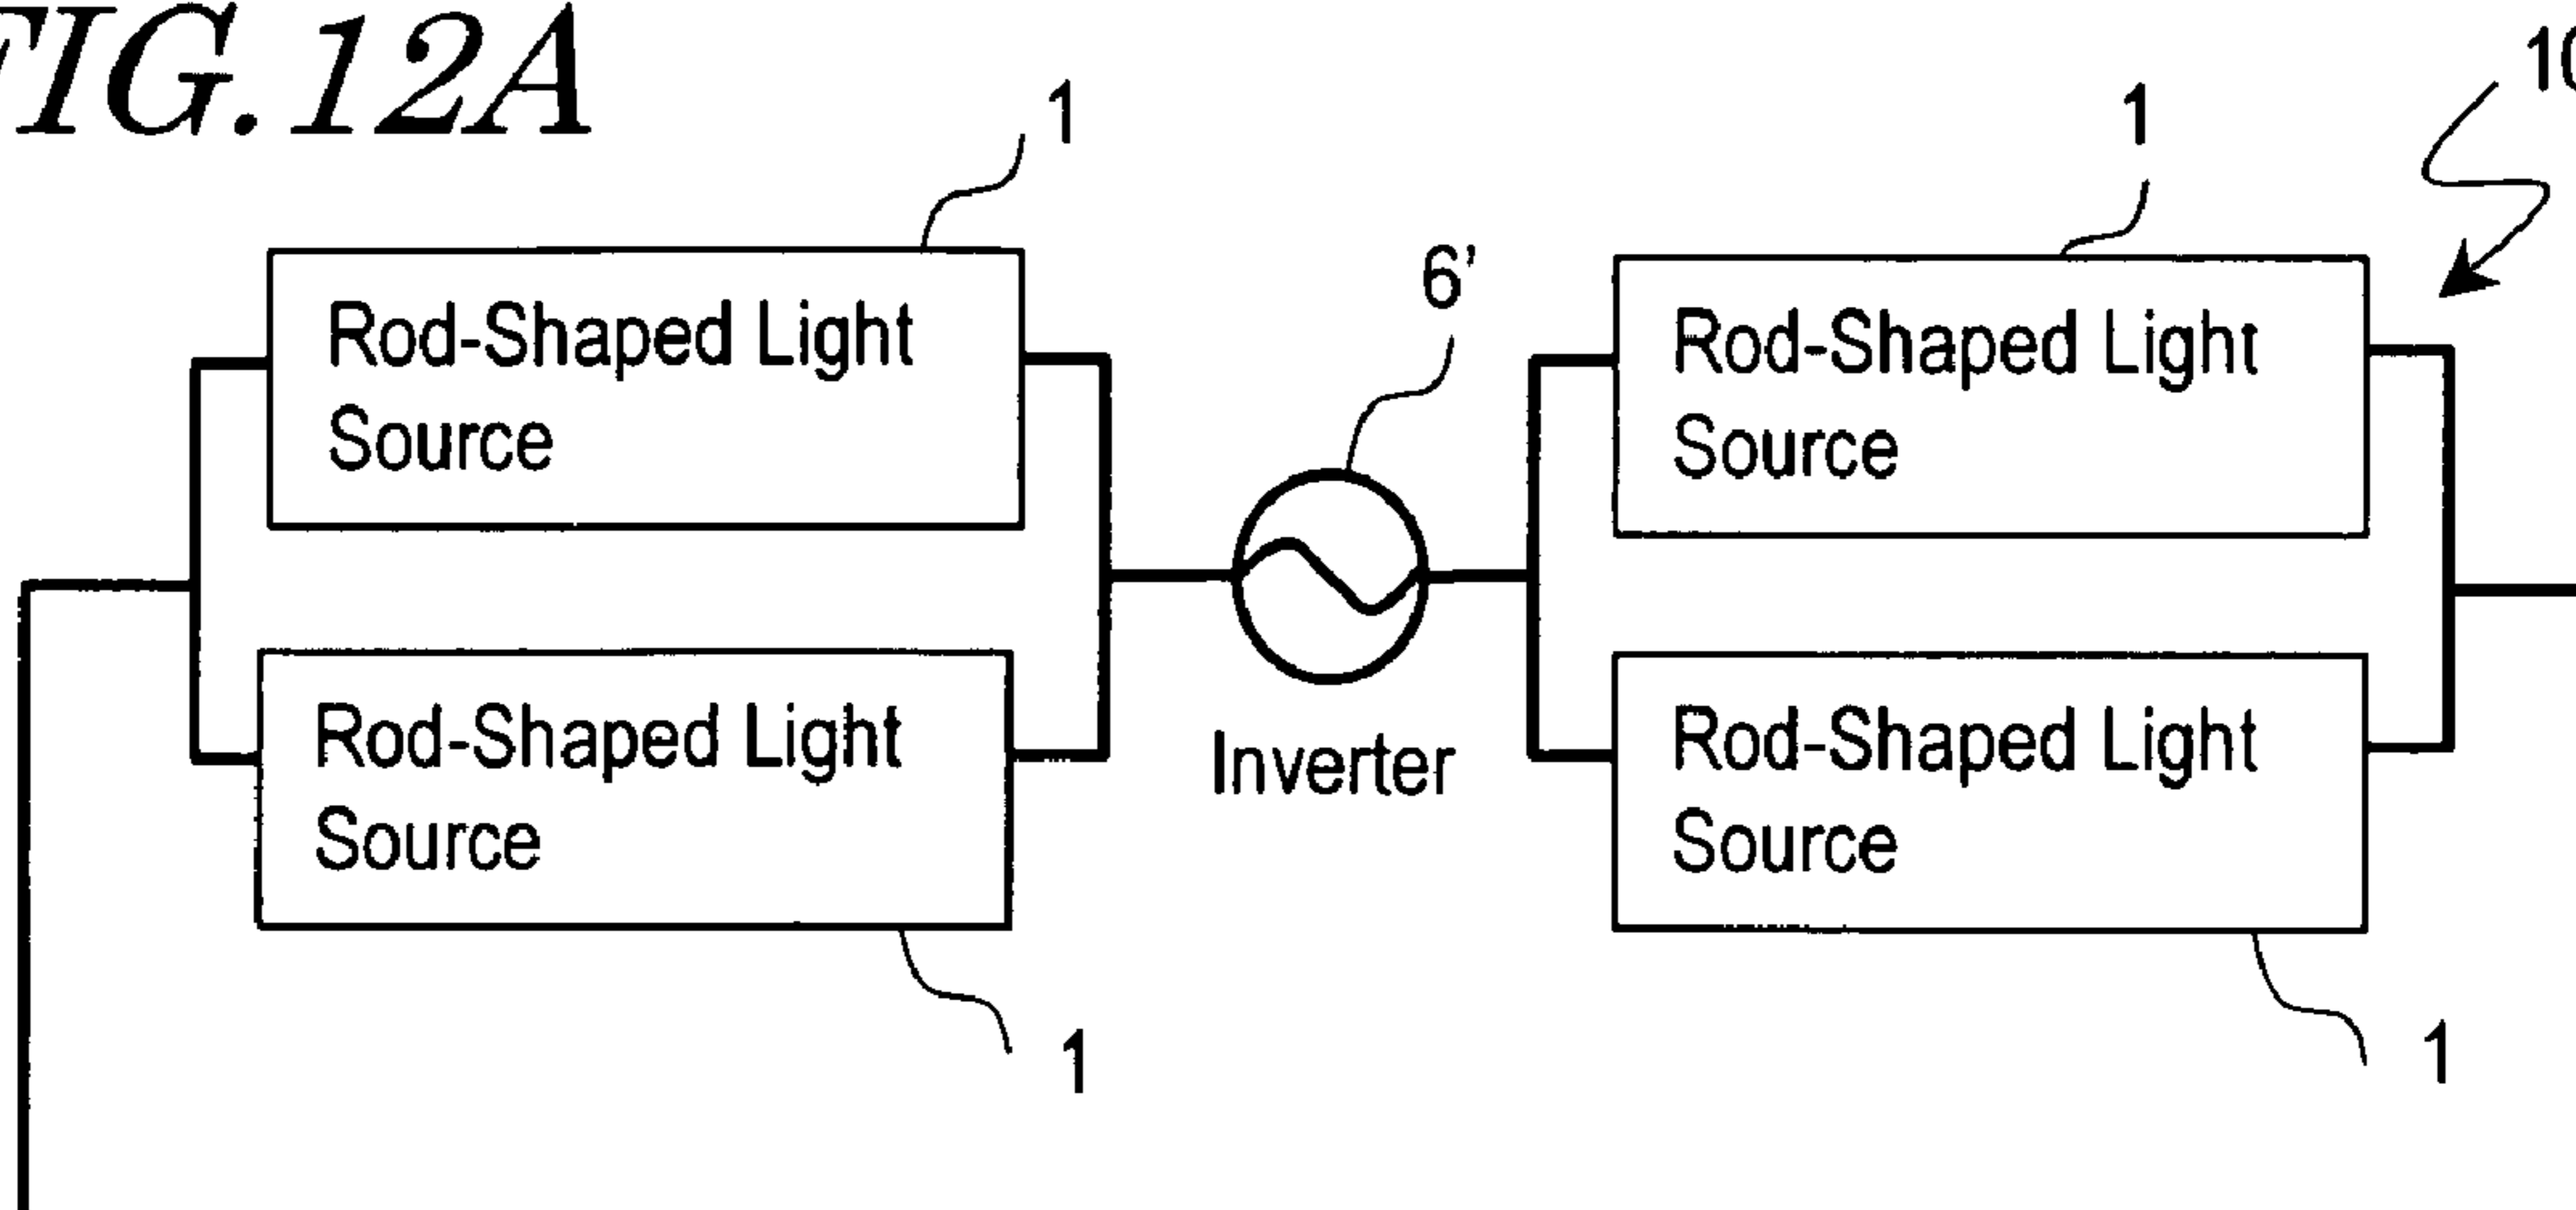 FIG.12A
1
1
10
6’
Rod-Shaped Light
Source
Rod-Shaped Light
Source
Rod-Shaped Light
Source
Inverter
Rod-Shaped Light
Source
1
1